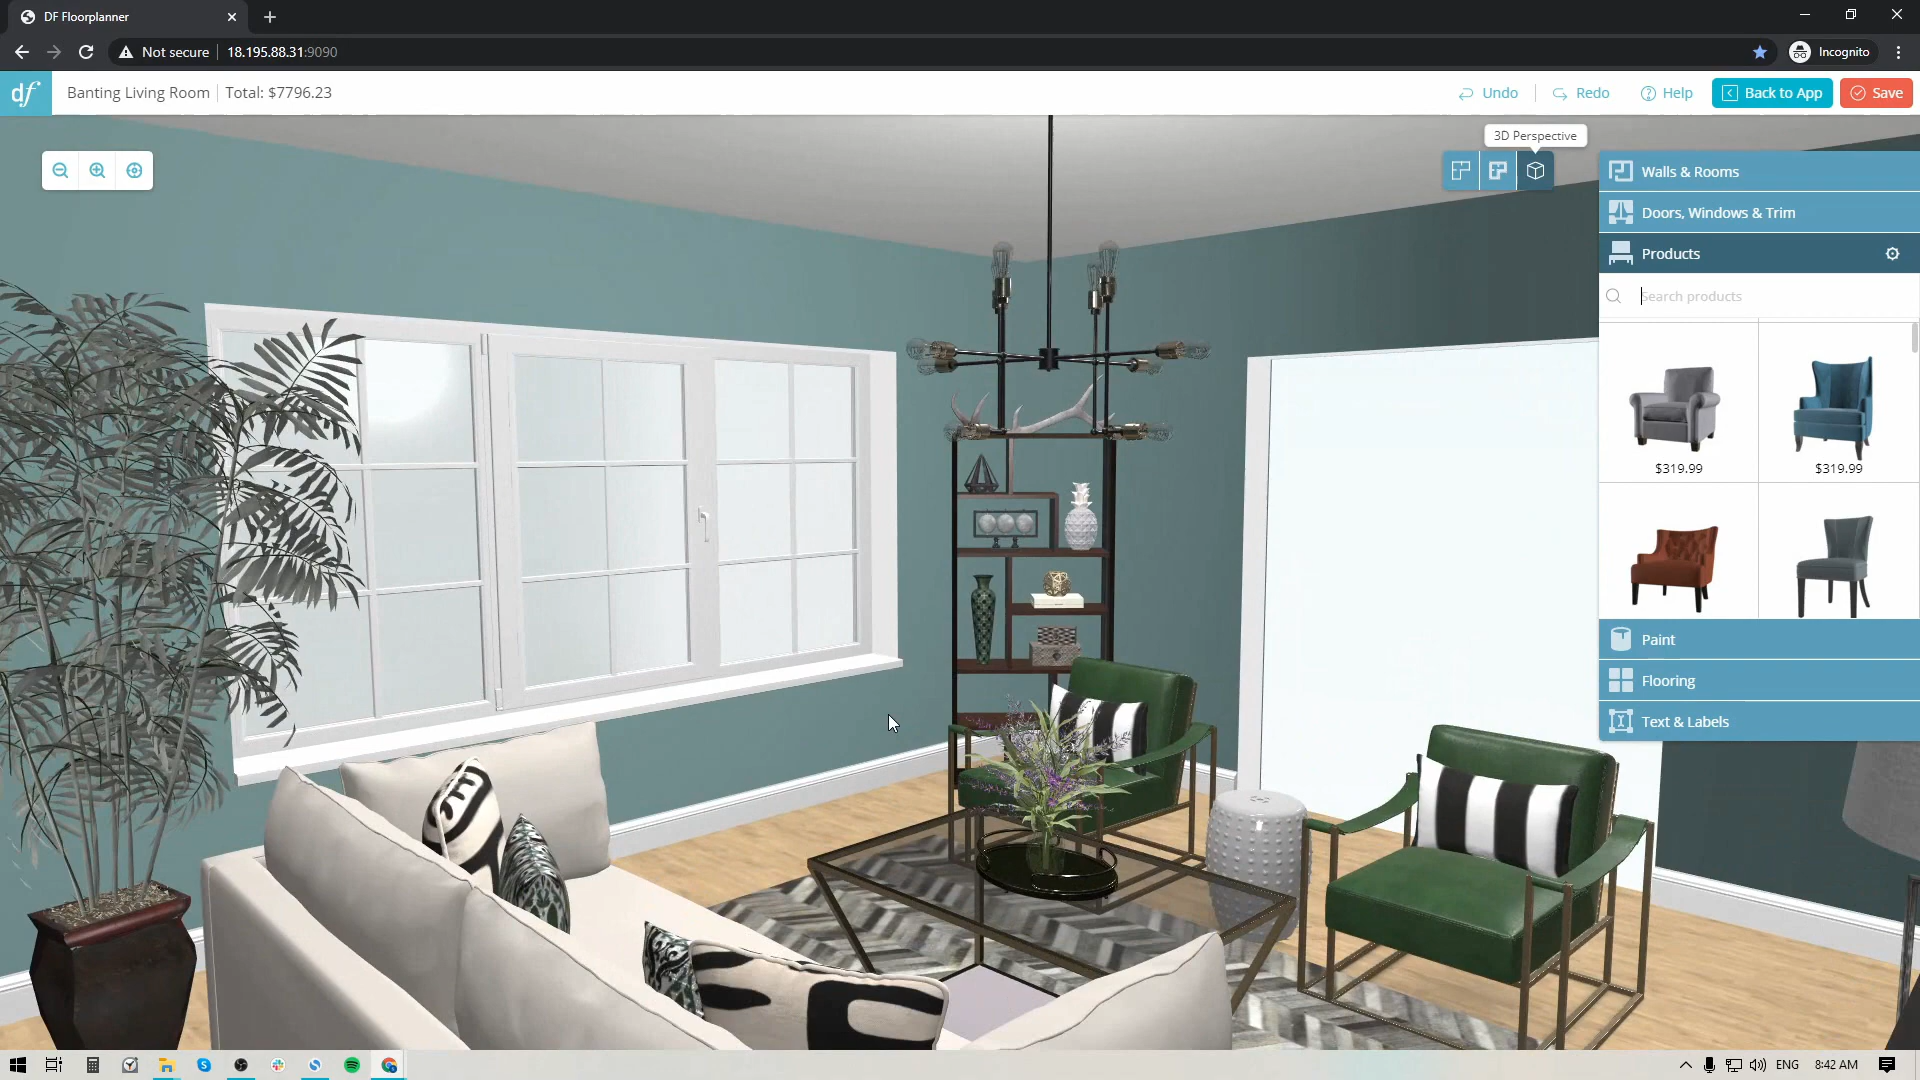 DF Floorplanner
Not secure
18.195.88.31:9090
Incognito
df
Banting Living Room
Total: $7796.23
Undo
Redo
Help
Back to App
Save
3D Perspective
Walls & Rooms
Doors, Windows & Trim
Products
Search products
$319.99
$319.99
Paint
Flooring
Text & Labels
ENG
8:42 AM